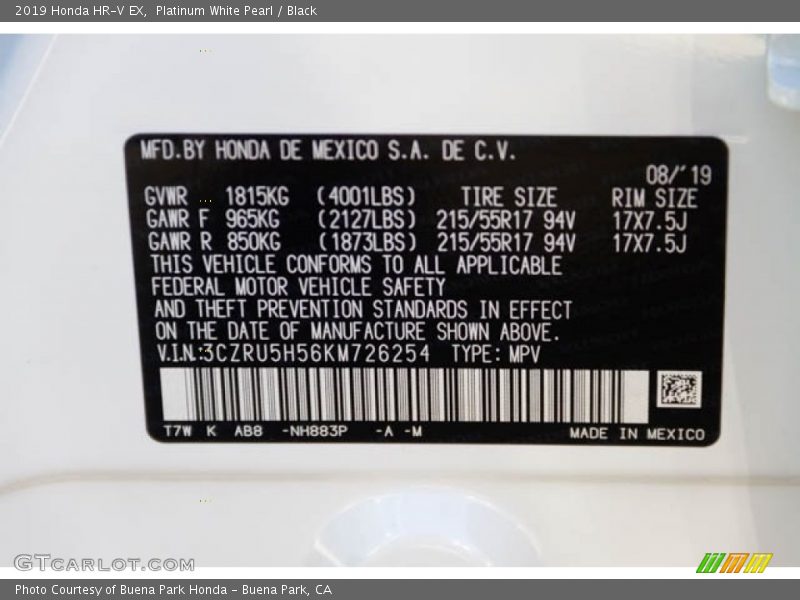 2019 Honda HR-V EX,  Platinum White Pearl / Black
MFD.BY HONDA DE MEXICO S.A. DE C.V.
08/'19
GVWR 1815KG (4001LBS) TIRE SIZE RIM SIZE
GAWR F 965KG (2127LBS) 215/55R17 94V 17X7.5J
GAWR R 850KG (1873LBS) 215/55R17 94V 17X7.5J
THIS VEHICLE CONFORMS TO ALL APPLICABLE
FEDERAL MOTOR VEHICLE SAFETY
AND THEFT PREVENTION STANDARDS IN EFFECT
ON THE DATE OF MANUFACTURE SHOWN ABOVE.
V.I.N:3CZRU5H56KM726254 TYPE: MPV
T7W K AB8 -NH883P -A -M MADE IN MEXICO
GTCARLOT.COM
Photo Courtesy of Buena Park Honda - Buena Park, CA